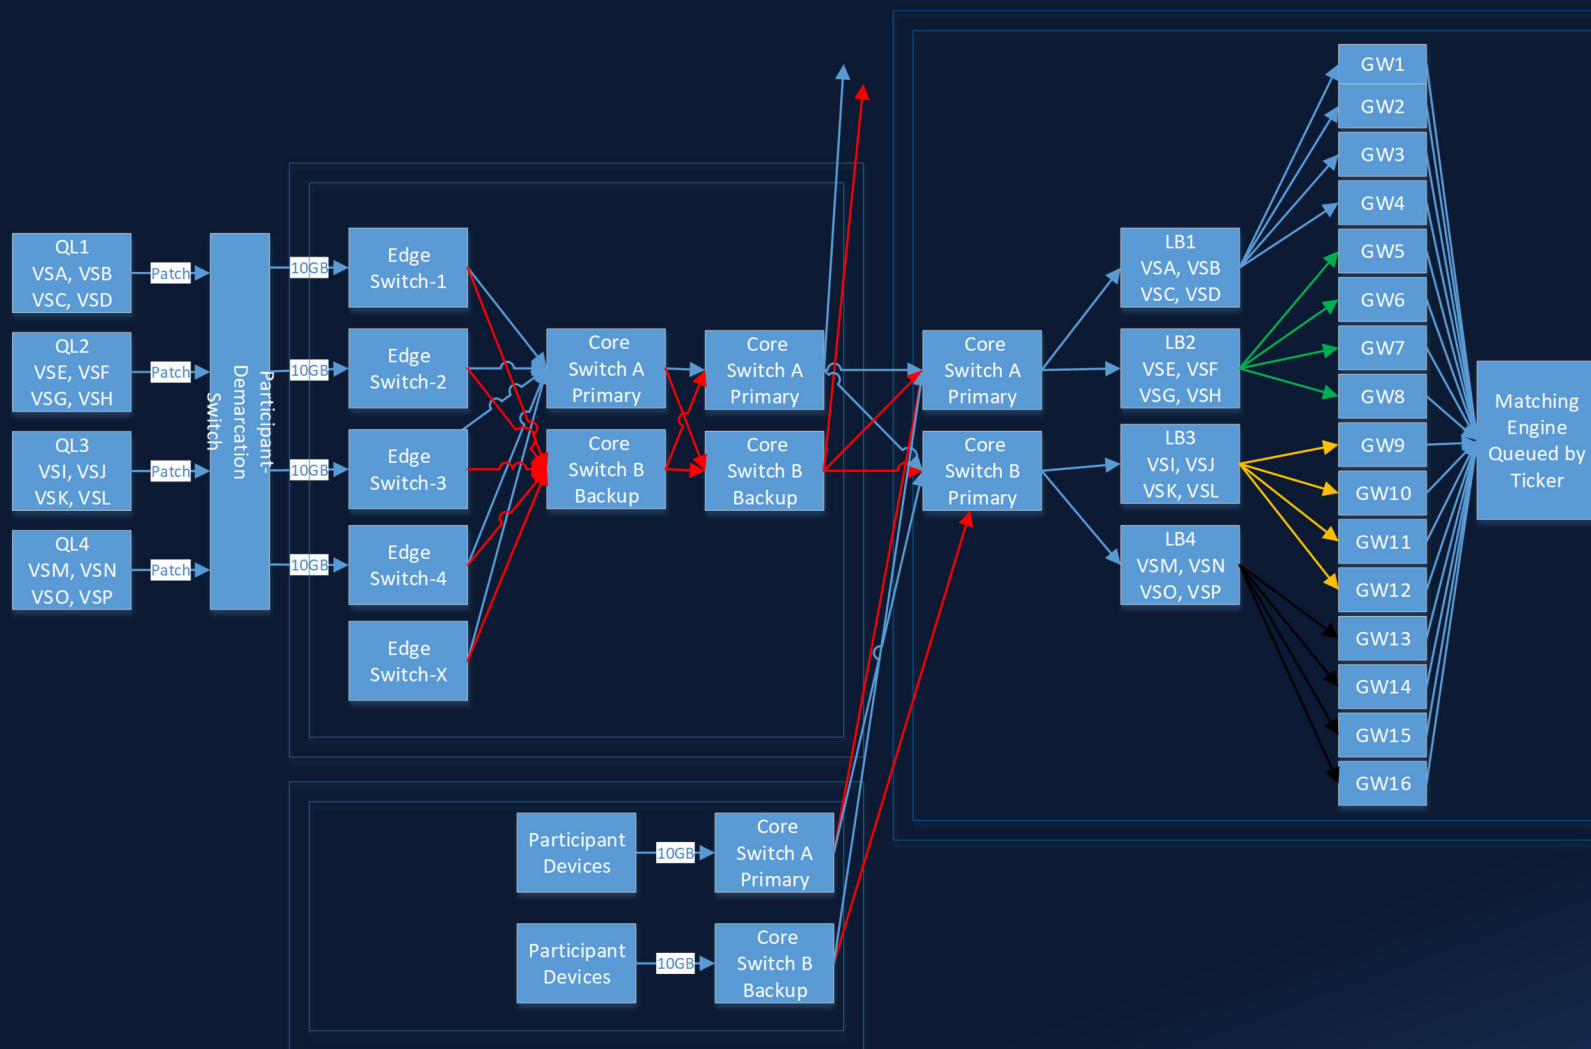 QL1
VSA, VSB
VSC, VSD
QL2
VSE, VSF
VSG, VSH
QL3
VSI, VSJ
VSK, VSL
QL4
VSM, VSN
VSO, VSP
Patch
Patch
Patch
Patch
Participant-
Demarcation
Switch
10GB
10GB
10GB
10GB
Edge
Switch-1
Edge
Switch-2
Edge
Switch-3
Edge
Switch-4
Edge
Switch-X
Core
Switch A
Primary
Core
Switch B
Backup
Core
Switch A
Primary
Core
Switch B
Backup
Core
Switch A
Primary
Core
Switch B
Primary
LB1
VSA, VSB
VSC, VSD
LB2
VSE, VSF
VSG, VSH
LB3
VSI, VSJ
VSK, VSL
LB4
VSM, VSN
VSO, VSP
GW1
GW2
GW3
GW4
GW5
GW6
GW7
GW8
GW9
GW10
GW11
GW12
GW13
GW14
GW15
GW16
Matching
Engine
Queued by
Ticker
Participant
Devices
10GB
Core
Switch A
Primary
Participant
Devices
10GB
Core
Switch B
Backup